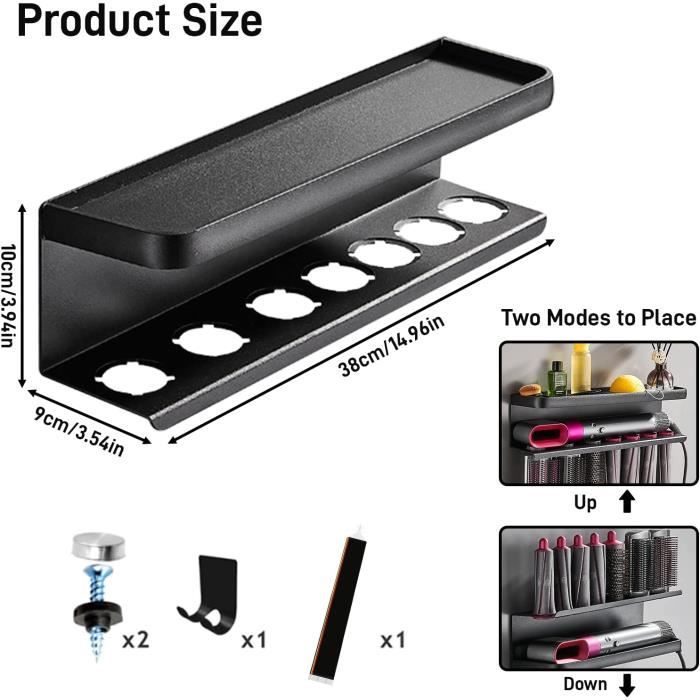 Product Size
10cm/3.94in
9cm/3.54in
38cm/14.96in
Two Modes to Place
Up
Down
x2
x1
x1